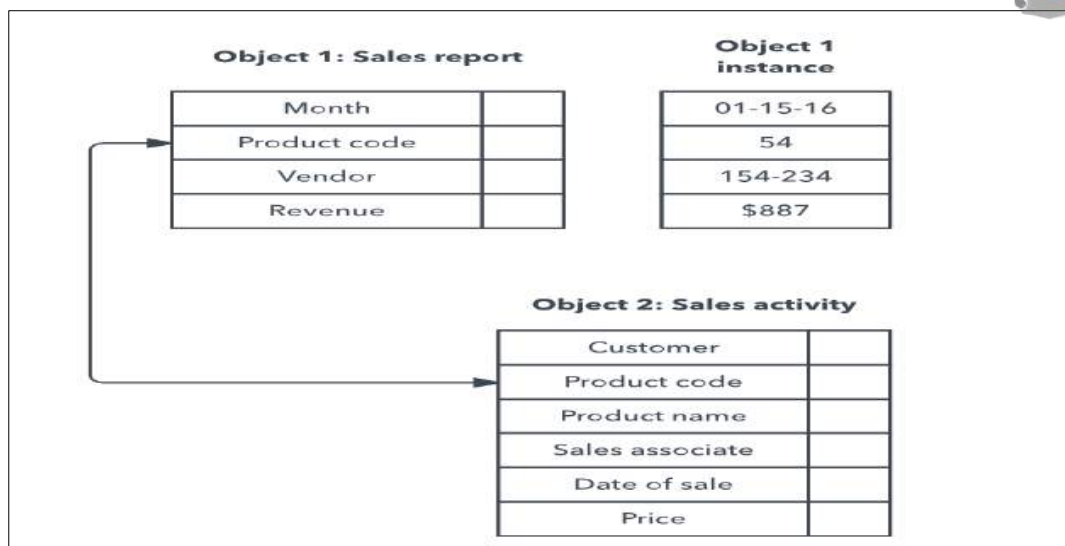 Object 1: Sales report
Month
Product code
Vendor
Revenue
Object 1
instance
01-15-16
54
154-234
$887
Object 2: Sales activity
Customer
Product code
Product name
Sales associate
Date of sale
Price